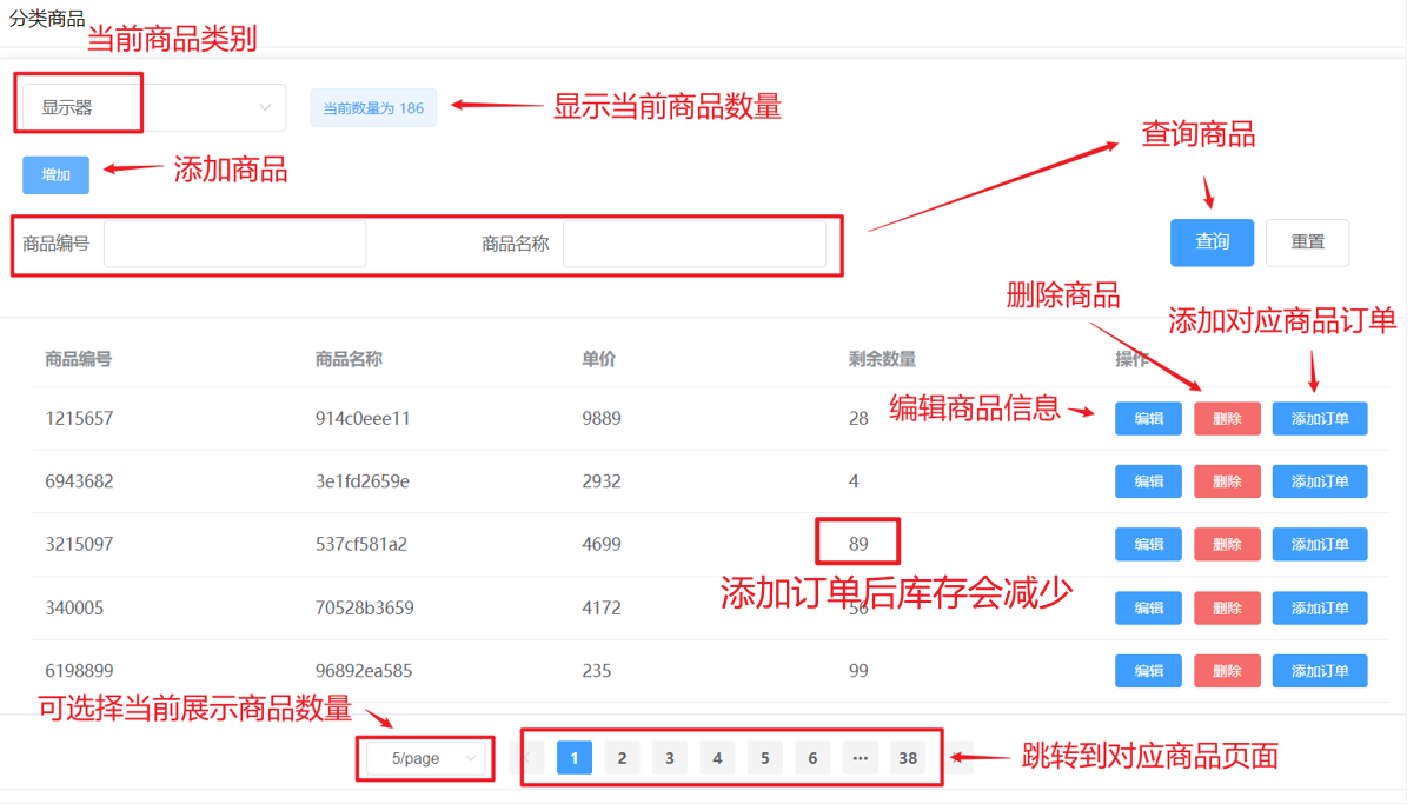 分类商品
当前商品类别
显示器
当前数量为 186
显示当前商品数量
查询商品
增加
添加商品
商品编号
商品名称
查询
重置
删除商品
添加对应商品订单
商品编号 商品名称 单价 剩余数量 操作
编辑商品信息
1215657 914c0eee11 9889 28 编辑 删除 添加订单
6943682 3e1fd2659e 2932 4 编辑 删除 添加订单
3215097 537cf581a2 4699 89 编辑 删除 添加订单
添加订单后库存会减少
340005 70528b3659 4172 56 编辑 删除 添加订单
6198899 96892ea585 235 99 编辑 删除 添加订单
可选择当前展示商品数量
5/page 1 2 3 4 5 6 ··· 38
跳转到对应商品页面